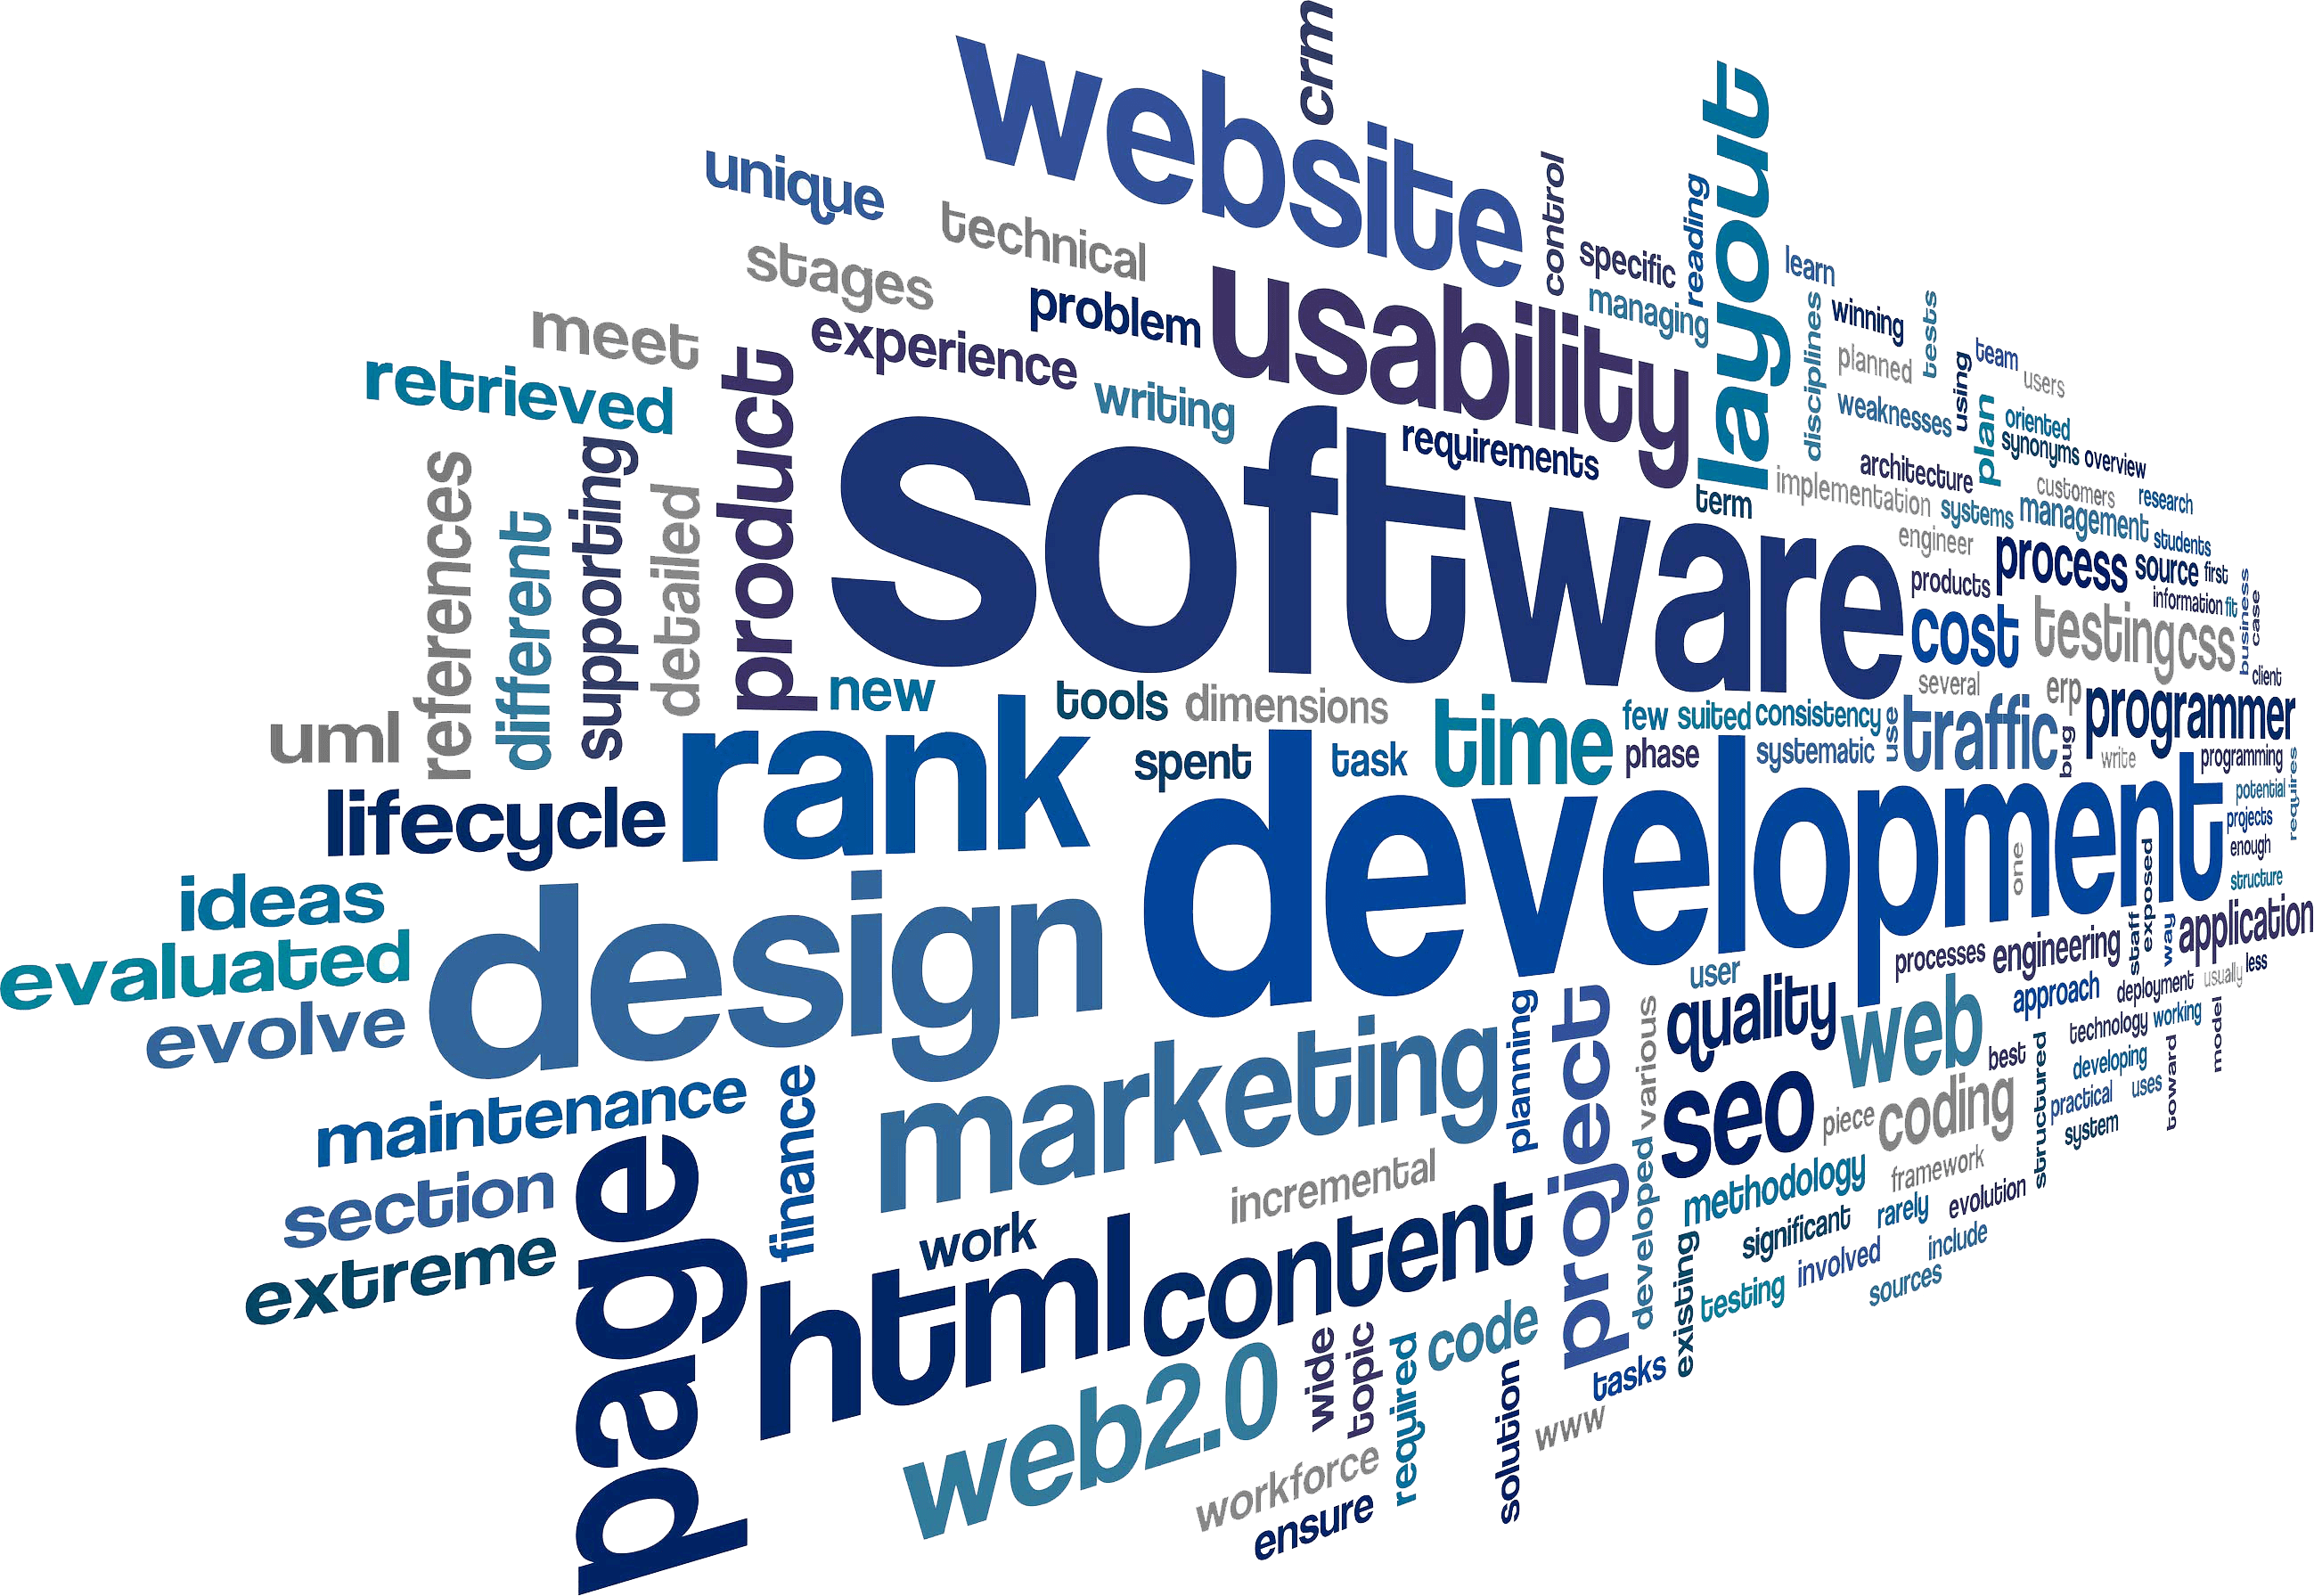 crm
website
unique
technical
stages
control
specific
reading
layout
learn
managing
disciplines
winning
tests
planned
using
team
users
meet
retrieved
product
experience
problem
writing
usability
requirements
weaknesses
plan
oriented
synonyms
overview
architecture
implementation
customers
research
term
systems
management
students
engineer
references
different
supporting
detailed
software
process
source
first
products
information
fit
business
case
cost
testing
css
client
several
erp
programmer
new
tools
dimensions
time
few
suited
consistency
use
traffic
bug
write
programming
requires
uml
rank
spent
task
phase
systematic
potential
projects
enough
structure
lifecycle
development
one
exposed
ideas
evaluated
evolve
design
staff
way
application
processes
engineering
usually
less
user
approach
deployment
quality
web
technology
working
model
planning
project
various
best
structured
developing
toward
maintenance
finance
marketing
seo
piece
coding
practical
uses
system
section
extreme
page
incremental
developed
methodology
framework
work
html
content
existing
significant
rarely
evolution
testing
involved
include
sources
web2.0
wide
topic
required
code
solution
tasks
www
workforce
ensure